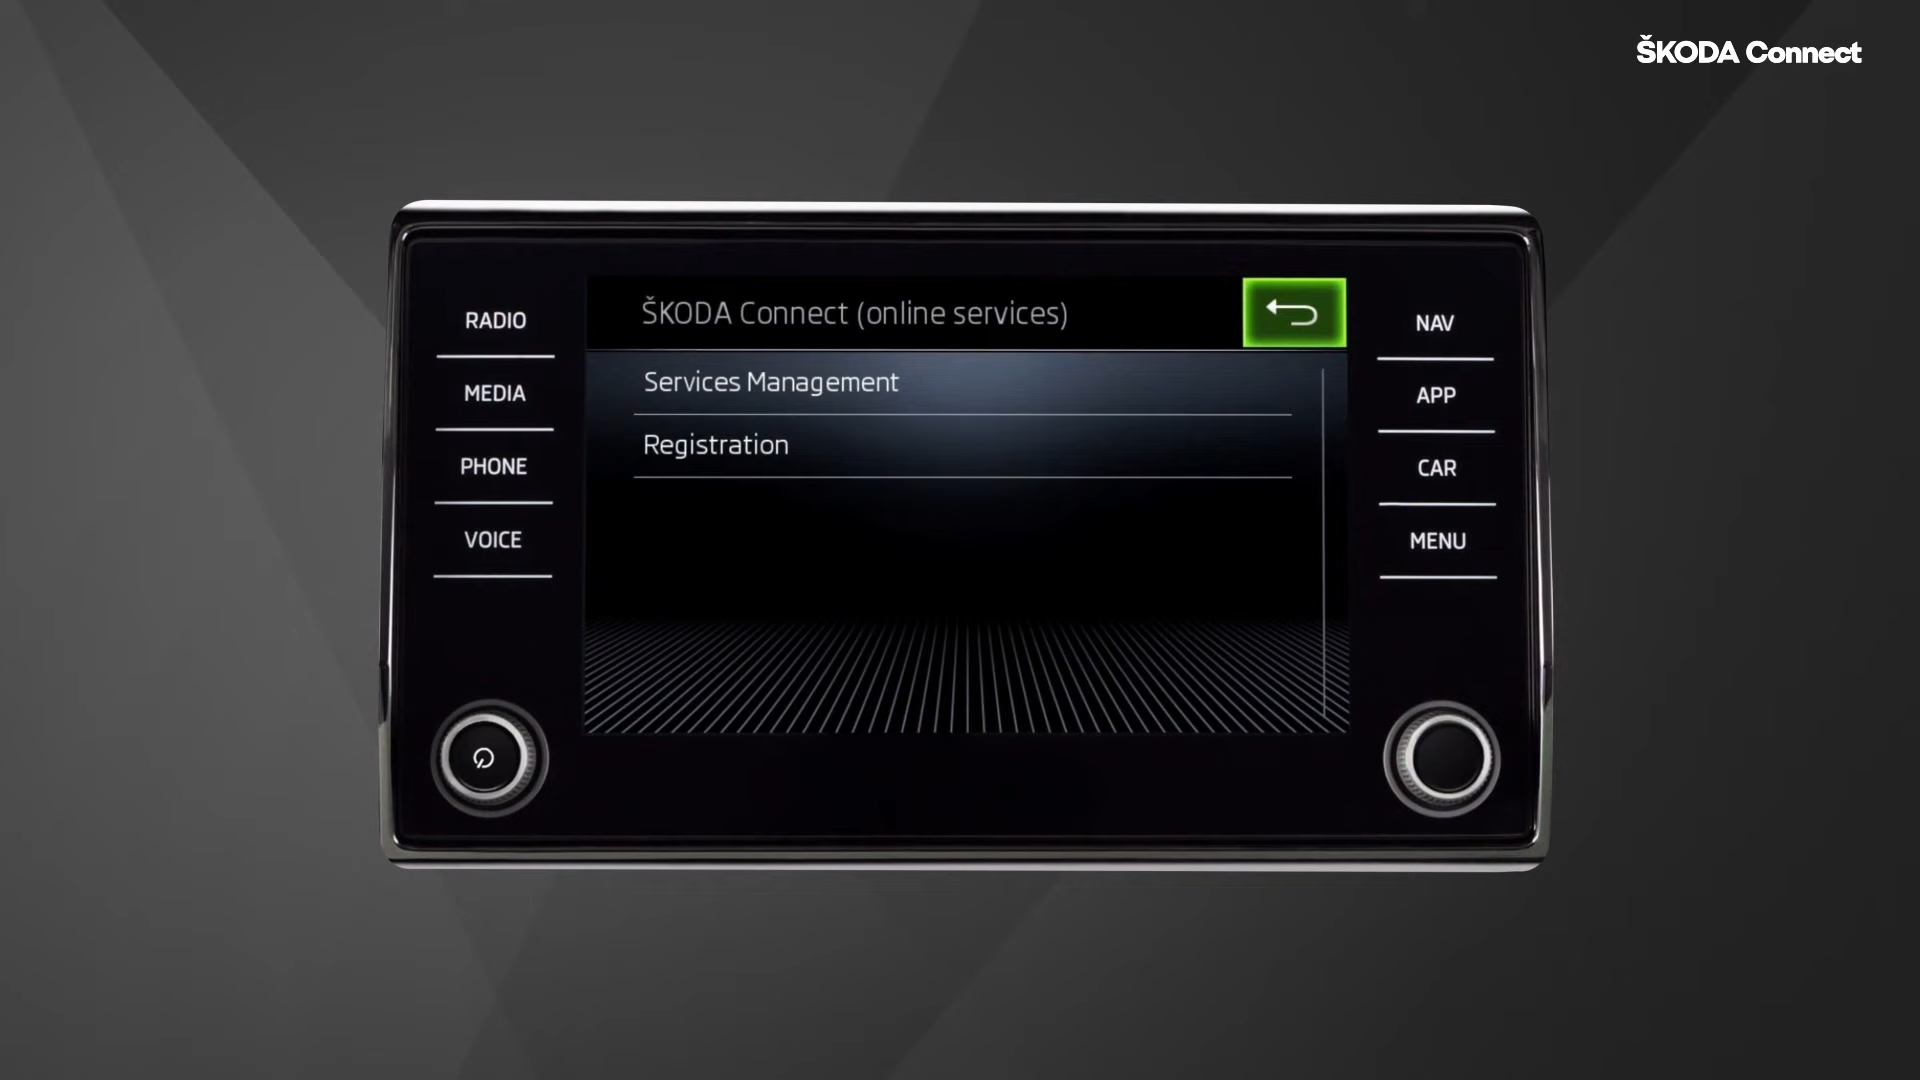 ŠKODA Connect
ŠKODA Connect (online services)
Services Management
Registration
RADIO
MEDIA
PHONE
VOICE
NAV
APP
CAR
MENU